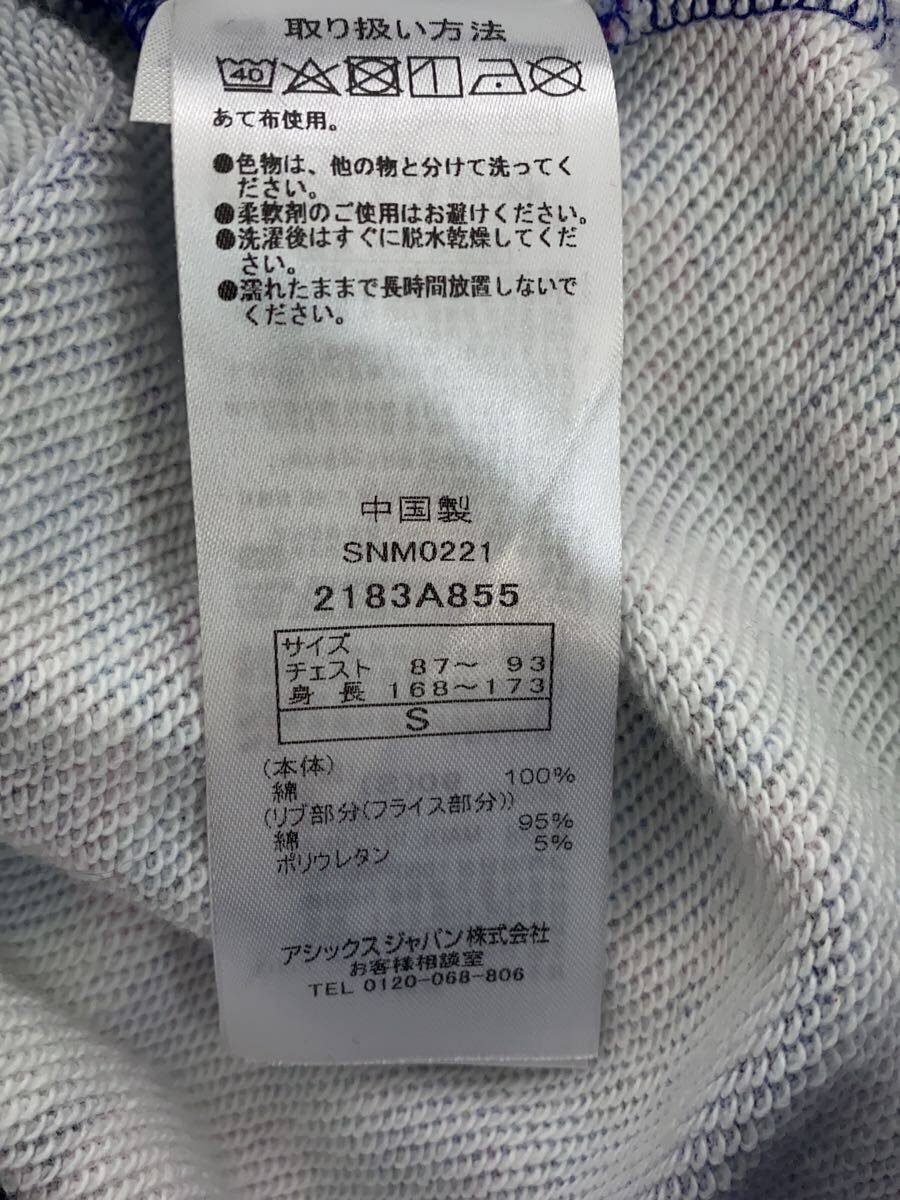 取り扱い方法
40
あて布使用。
●色物は、他の物と分けて洗ってく
ださい。
●柔軟剤のご使用はお避けください。
●洗濯後はすぐに脱水乾燥してくだ
さい。
●濡れたままで長時間放置しないで
ください。
中国製
SNM0221
2183A855
サイズ
チェスト 87～ 93
身 長 168～173
S
(本体)
綿 100%
(リブ部分(フライス部分))
綿 95%
ポリウレタン 5%
アシックスジャパン株式会社
お客様相談室
TEL 0120-068-806